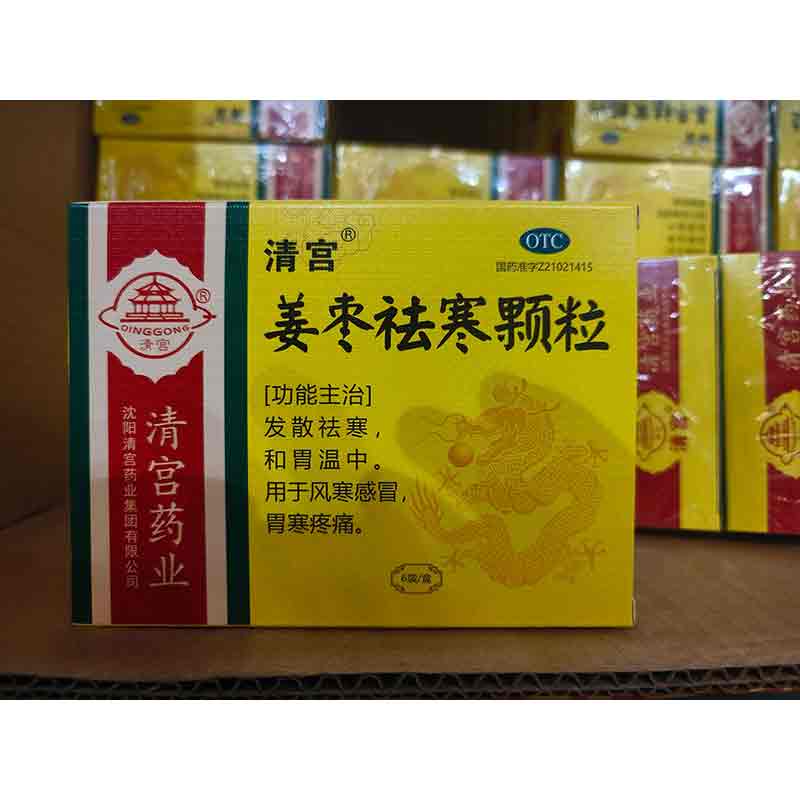 清宫®
OTC
国药准字Z21021415
姜枣祛寒颗粒
[功能主治]
发散祛寒，
和胃温中。
用于风寒感冒，
胃寒疼痛。
6袋/盒
®
QINGGONG
清宫
清宫药业
沈阳清宫药业集团有限公司